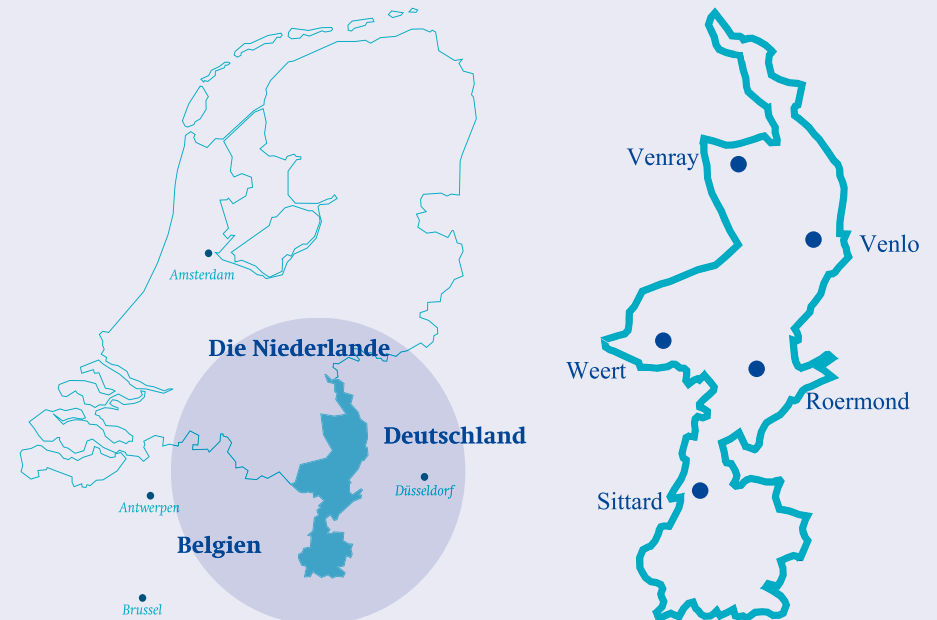 Amsterdam
Die Niederlande
Deutschland
Düsseldorf
Antwerpen
Belgien
Brussel
Venray
Venlo
Weert
Roermond
Sittard